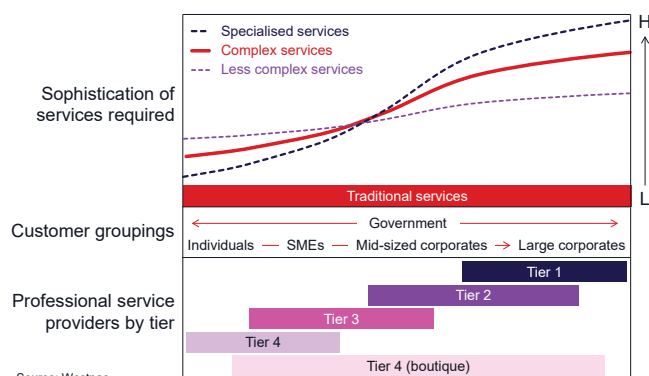 Specialised services
Complex services
Less complex services
H
Sophistication of
services required
Traditional services
L
Government
Customer groupings
Individuals
SMEs
Mid-sized corporates
Large corporates
Tier 1
Tier 2
Professional service
providers by tier
Tier 3
Tier 4
Tier 4 (boutique)